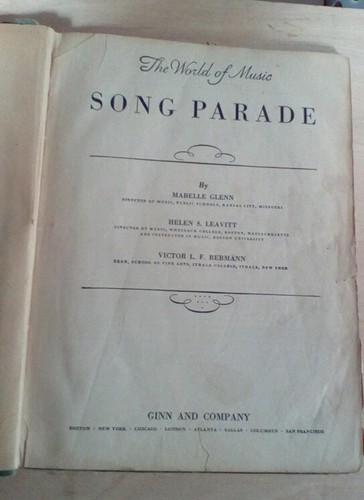 The World of Music
SONG PARADE
By
MABELLE GLENN
DIRECTOR OF MUSIC, PUBLIC SCHOOLS, KANSAS CITY, MISSOURI
HELEN S. LEAVITT
DIRECTOR OF MUSIC, WHEELOCK COLLEGE, BOSTON, MASSACHUSETTS
AND INSTRUCTOR IN MUSIC, BOSTON UNIVERSITY
VICTOR L. F. REBMANN
DEAN, SCHOOL OF FINE ARTS, ITHACA COLLEGE, ITHACA, NEW YORK
GINN AND COMPANY
BOSTON · NEW YORK · CHICAGO · LONDON · ATLANTA · DALLAS · COLUMBUS · SAN FRANCISCO